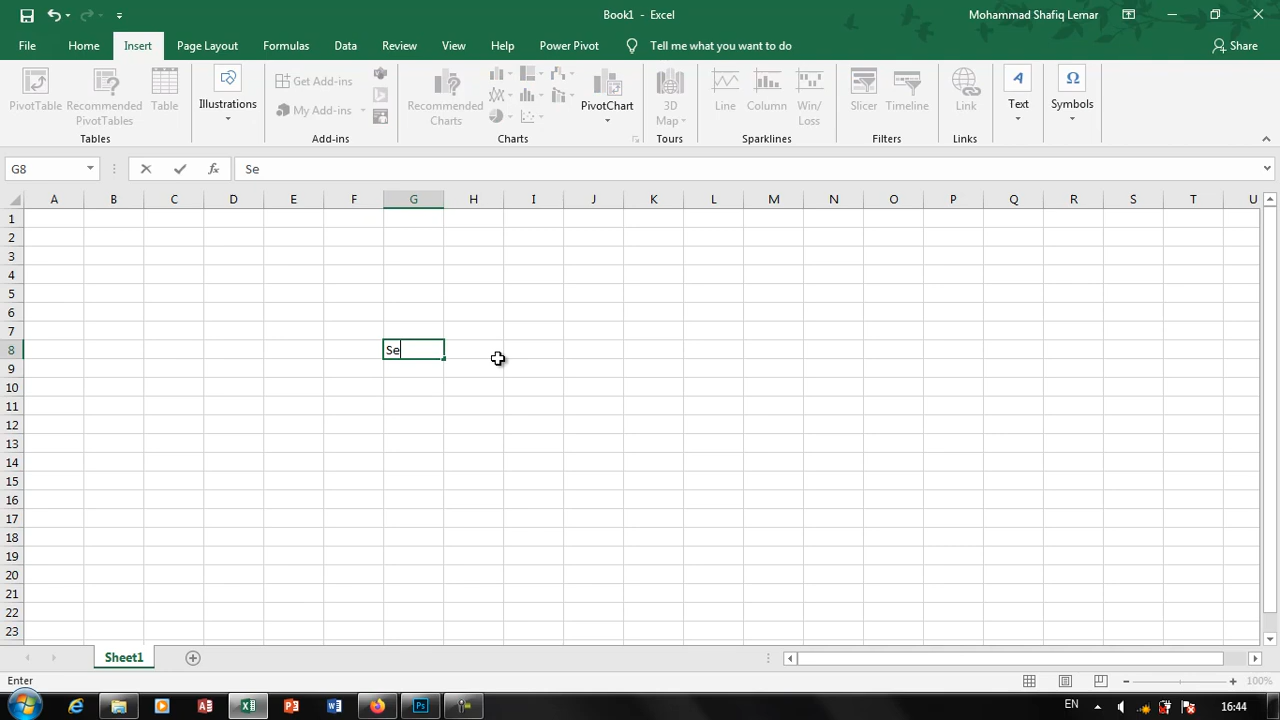 Book1 - Excel
Mohammad Shafiq Lemar
File Home Insert Page Layout Formulas Data Review View Help Power Pivot Tell me what you want to do Share
PivotTable
Recommended
PivotTables
Table
Tables
Illustrations
Get Add-ins
My Add-ins
Add-ins
Recommended
Charts
PivotChart
Charts
3D
Map
Tours
Line
Column
Win/
Loss
Sparklines
Slicer
Timeline
Filters
Link
Links
Text
Symbols
G8
fx
Se
A B C D E F G H I J K L M N O P Q R S T U
1
2
3
4
5
6
7
8 Se
9
10
11
12
13
14
15
16
17
18
19
20
21
22
23
Sheet1
Enter
100%
EN 16:44